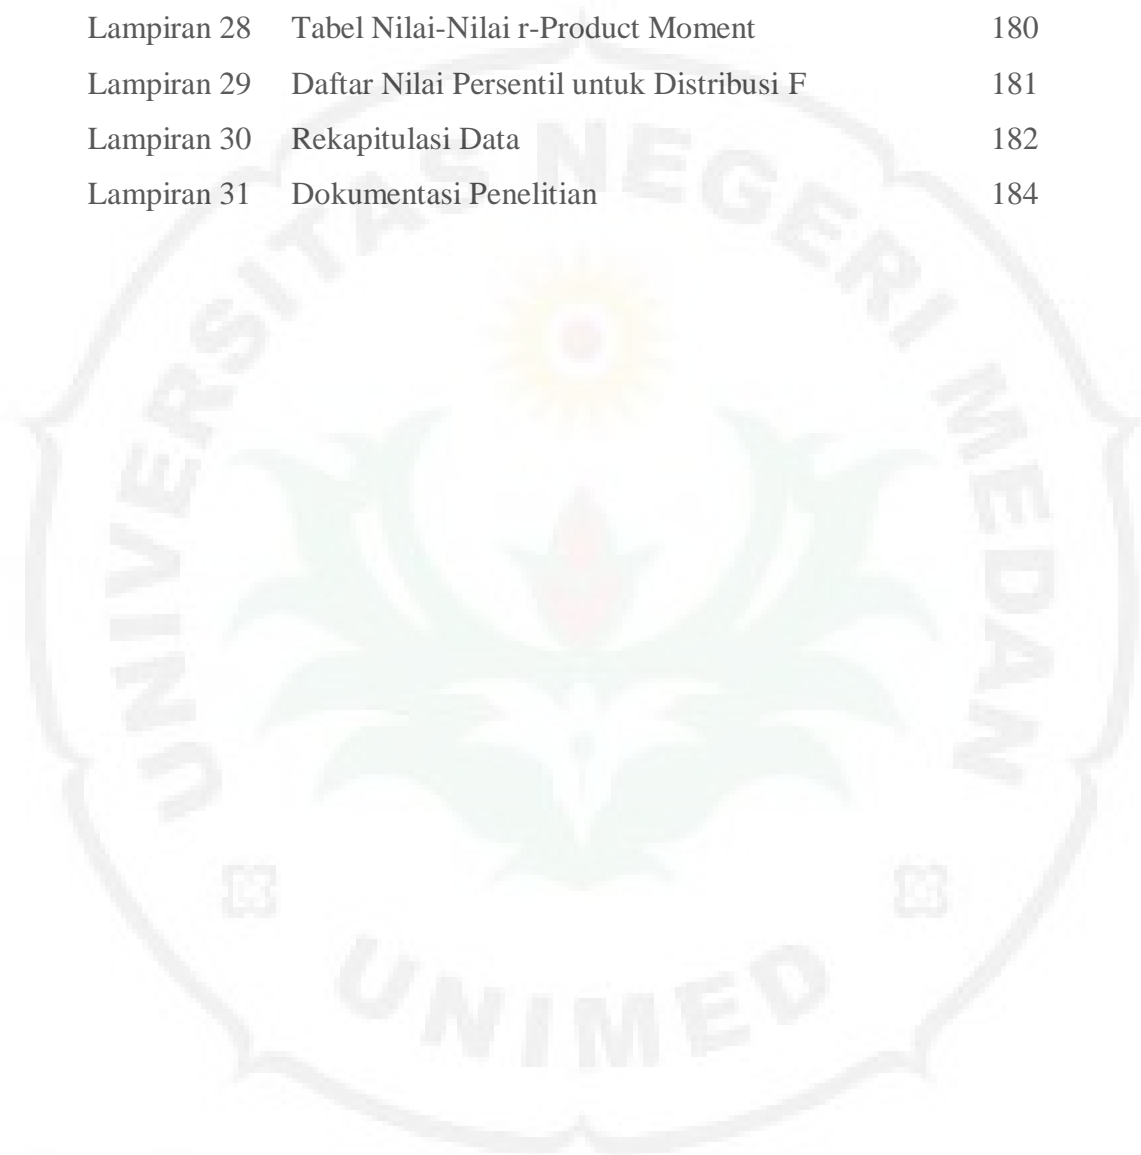 Lampiran 28 Tabel Nilai-Nilai r-Product Moment 180
Lampiran 29 Daftar Nilai Persentil untuk Distribusi F 181
Lampiran 30 Rekapitulasi Data 182
Lampiran 31 Dokumentasi Penelitian 184
UNIVERSITAS NEGERI MEDAN
UNIMED